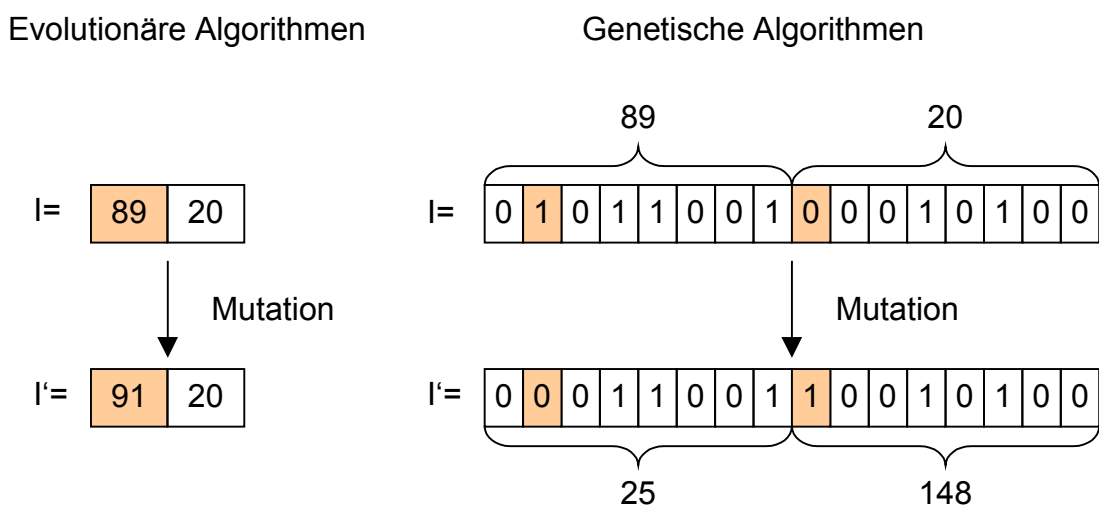 Evolutionäre Algorithmen
Genetische Algorithmen
89 20
I= 89 20
I= 0 1 0 1 1 0 0 1 0 0 0 1 0 1 0 0
Mutation
Mutation
I‘= 91 20
I‘= 0 0 0 1 1 0 0 1 1 0 0 1 0 1 0 0
25 148